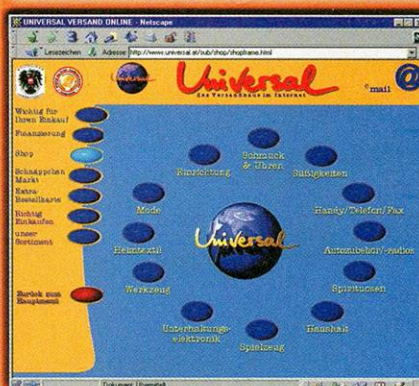 UNIVERSAL VERSAND ONLINE - Netscape
Lesezeichen
Adresse
http://www.universal.at/sub/shop/shopframe.html
Universal
das Versandhaus im Internet
©mail @
Wichtig für
Ihren Einkauf
Finanzierung
Shop
Schnäppchen
Markt
Extra-
Bestellkarte
Richtig
Einkaufen
unser
Sortiment
Zurück zum
Hauptmenü
Schmuck
& Uhren
Einrichtung
Süßigkeiten
Mode
Handy/Telefon/Fax
Heimtextil
Universal
Autozubehör/-radios
Werkzeug
Spirituosen
Unterhaltungs-
elektronik
Haushalt
Spielzeug
Dokument: Übermittelt